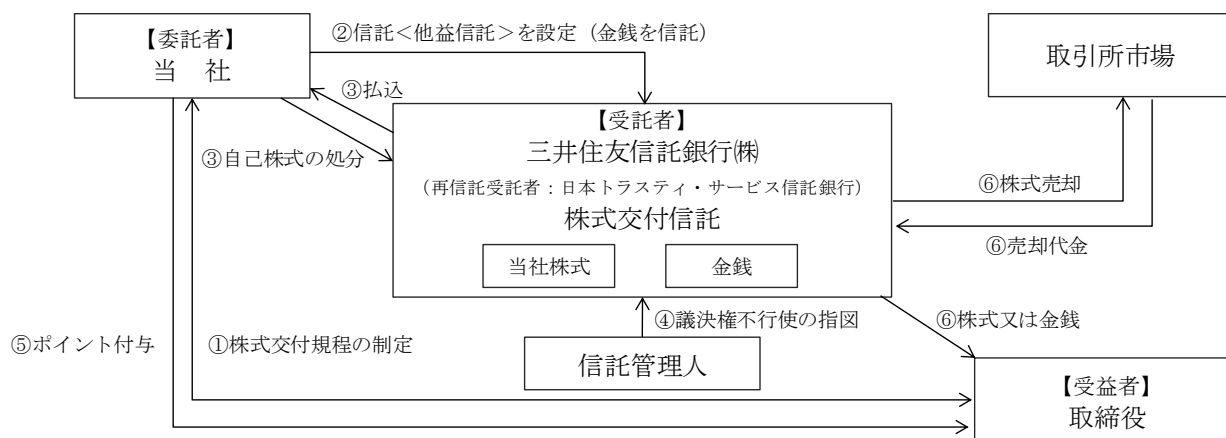 【委託者】
当　社
②信託＜他益信託＞を設定（金銭を信託）
取引所市場
③払込
③自己株式の処分
【受託者】
三井住友信託銀行㈱
（再信託受託者：日本トラスティ・サービス信託銀行）
株式交付信託
当社株式
金銭
⑥株式売却
⑥売却代金
④議決権不行使の指図
⑥株式又は金銭
⑤ポイント付与
①株式交付規程の制定
信託管理人
【受益者】
取締役